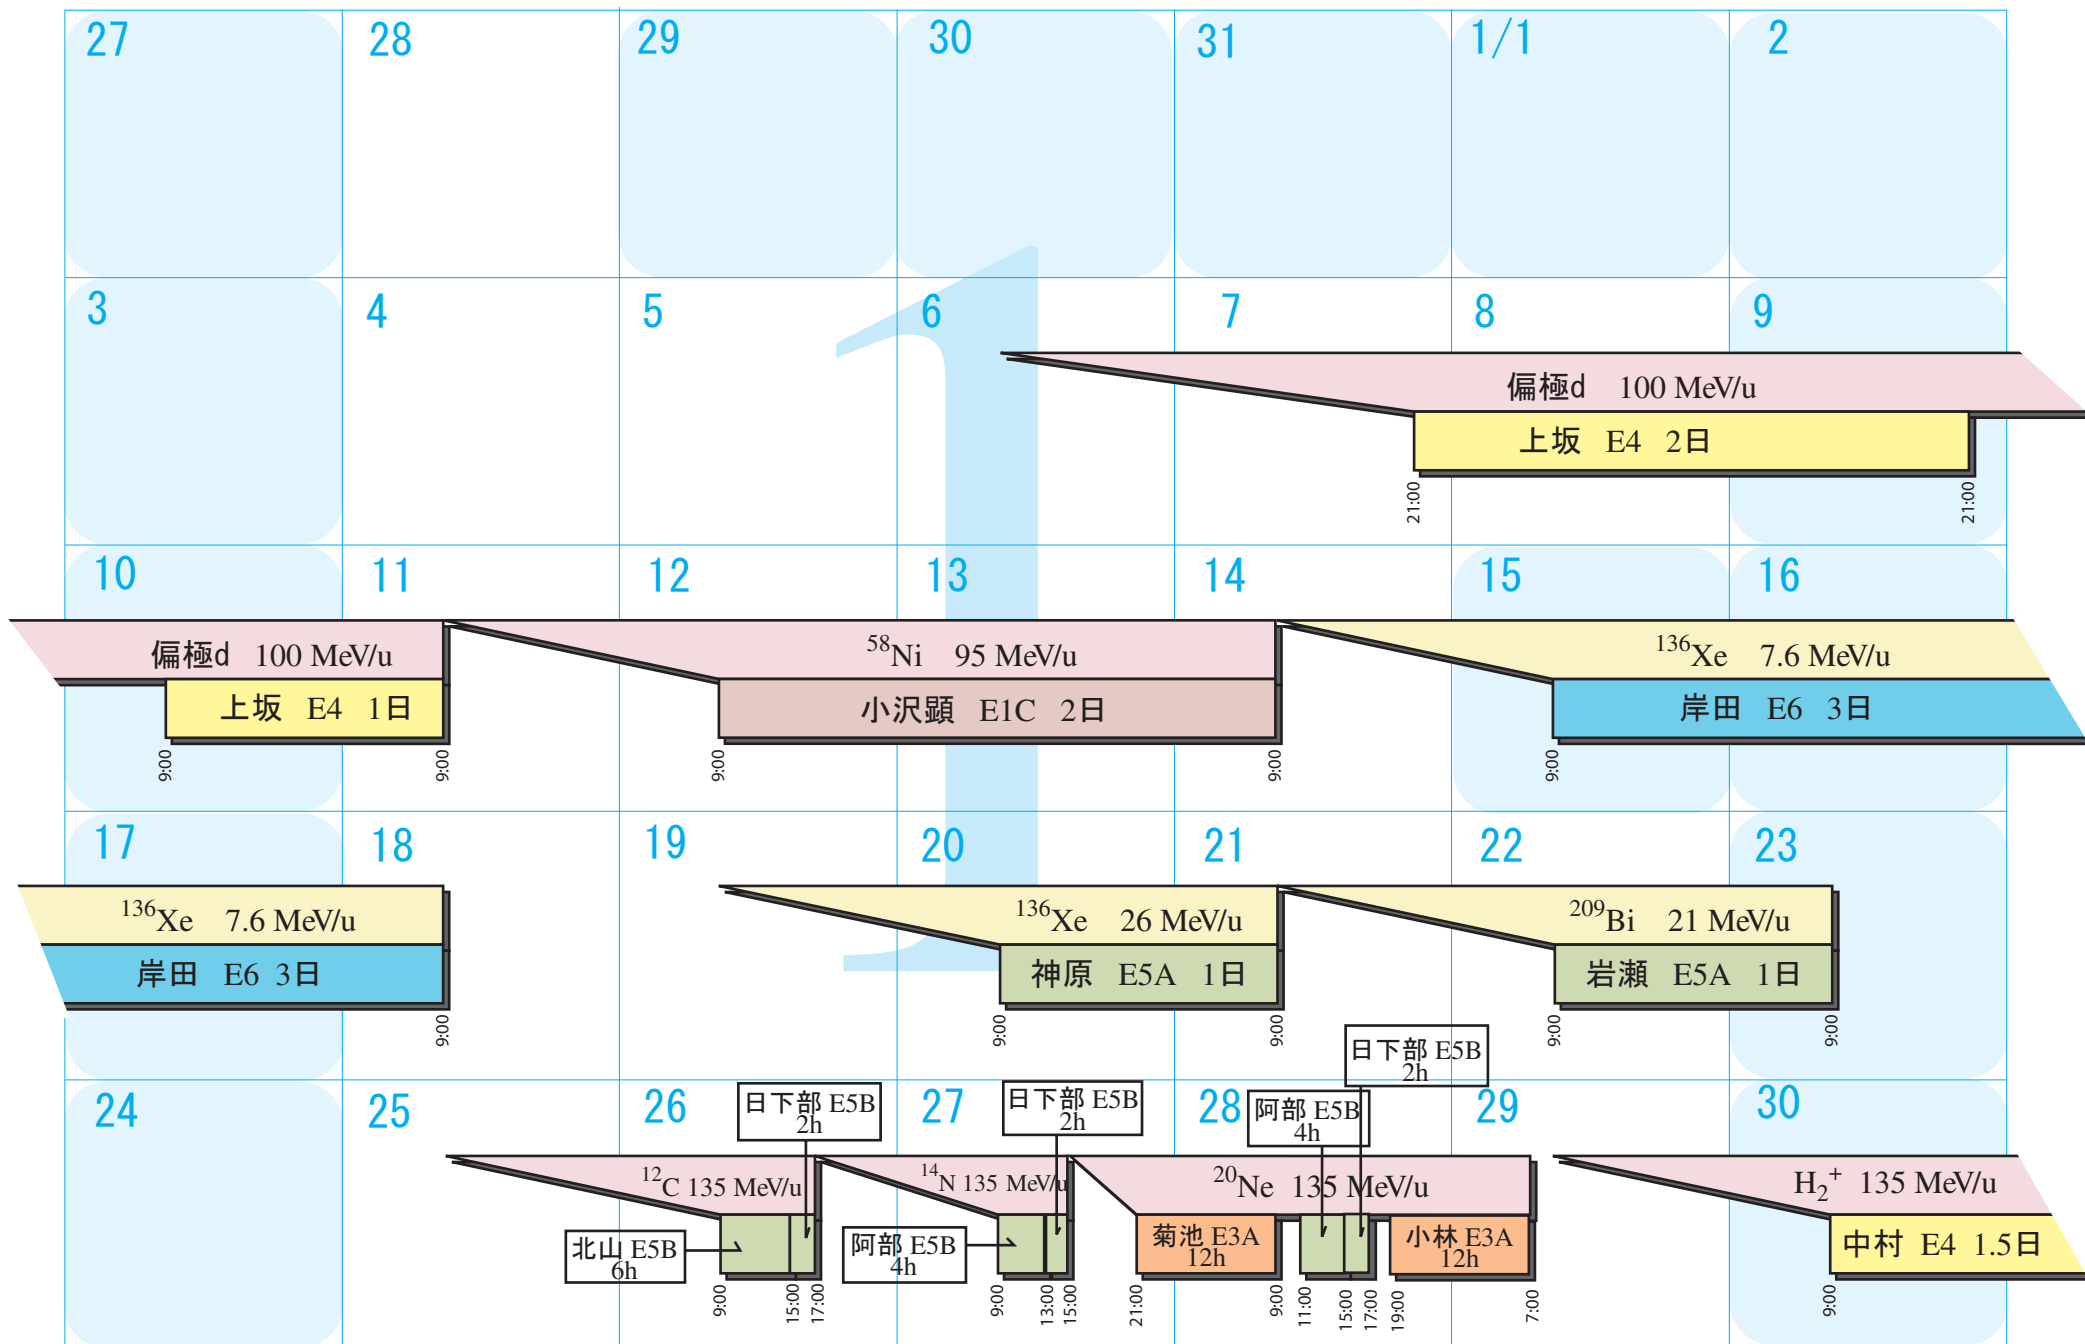 27 28 29 30 31 1/1 2
1
3 4 5 6 7 8 9
偏極d 100 MeV/u
上坂 E4 2日
21:00 21:00
10 11 12 13 14 15 16
偏極d 100 MeV/u ⁵⁸Ni 95 MeV/u ¹³⁶Xe 7.6 MeV/u
上坂 E4 1日 小沢顕 E1C 2日 岸田 E6 3日
9:00 9:00 9:00 9:00 9:00
17 18 19 20 21 22 23
¹³⁶Xe 7.6 MeV/u ¹³⁶Xe 26 MeV/u ²⁰⁹Bi 21 MeV/u
岸田 E6 3日 神原 E5A 1日 岩瀬 E5A 1日
9:00 9:00 9:00 9:00 9:00
日下部 E5B
2h
24 25 26 27 28 29 30
日下部 E5B
2h
日下部 E5B
2h
阿部 E5B
4h
¹²C 135 MeV/u ¹⁴N 135 MeV/u ²⁰Ne 135 MeV/u H₂⁺ 135 MeV/u
北山 E5B
6h
阿部 E5B
4h
菊池 E3A
12h
小林 E3A
12h
中村 E4 1.5日
9:00 15:00 17:00 9:00 13:00 15:00 21:00 9:00 11:00 15:00 17:00 19:00 7:00 9:00